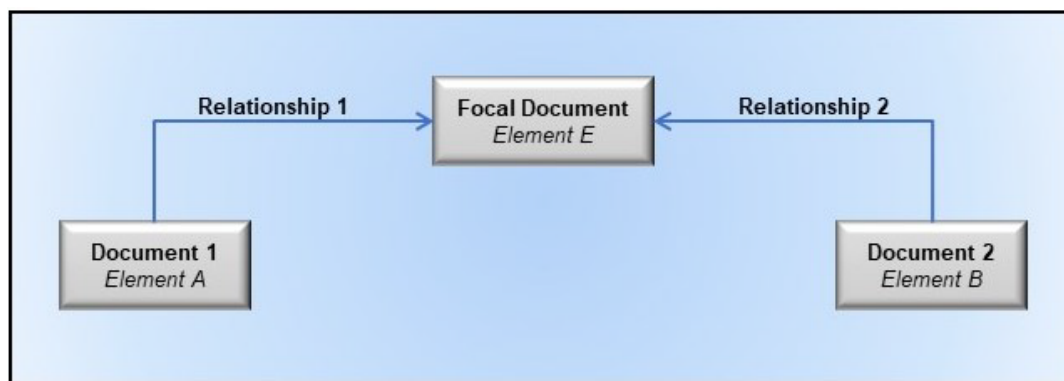 Relationship 1
Focal Document
Element E
Relationship 2
Document 1
Element A
Document 2
Element B